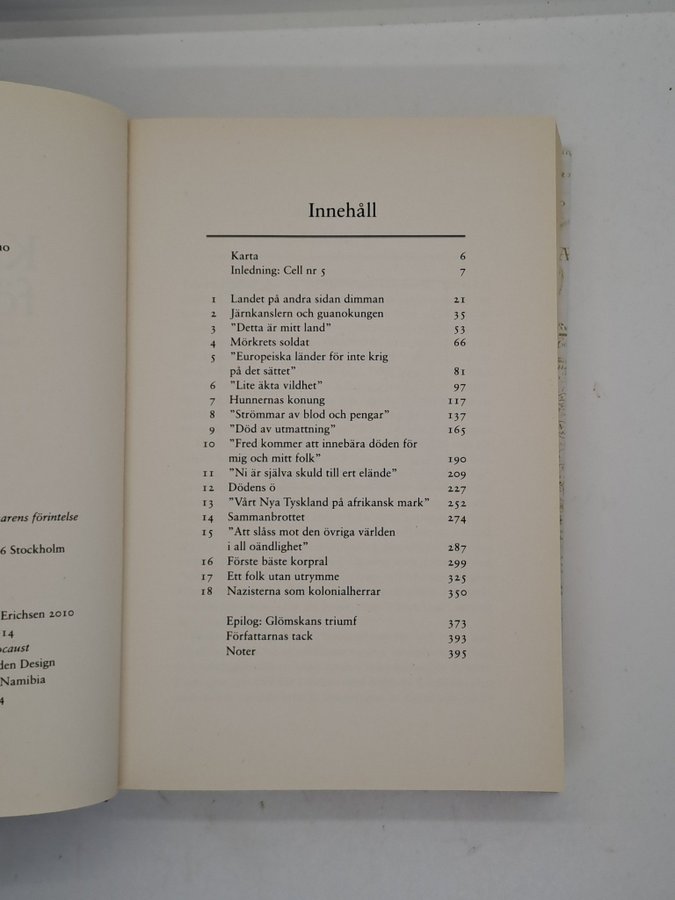 arens förintelse
6 Stockholm
Erichsen 2010
14
ocaust
den Design
Namibia
4
Innehåll
Karta 6
Inledning: Cell nr 5 7
1 Landet på andra sidan dimman 21
2 Järnkanslern och guanokungen 35
3 ”Detta är mitt land” 53
4 Mörkrets soldat 66
5 ”Europeiska länder för inte krig
på det sättet” 81
6 ”Lite äkta vildhet” 97
7 Hunnernas konung 117
8 ”Strömmar av blod och pengar” 137
9 ”Död av utmattning” 165
10 ”Fred kommer att innebära döden för
mig och mitt folk” 190
11 ”Ni är själva skuld till ert elände” 209
12 Dödens ö 227
13 ”Vårt Nya Tyskland på afrikansk mark” 252
14 Sammanbrottet 274
15 ”Att slåss mot den övriga världen
i all oändlighet” 287
16 Förste bäste korpral 299
17 Ett folk utan utrymme 325
18 Nazisterna som kolonialherrar 350
Epilog: Glömskans triumf 373
Författarnas tack 393
Noter 395